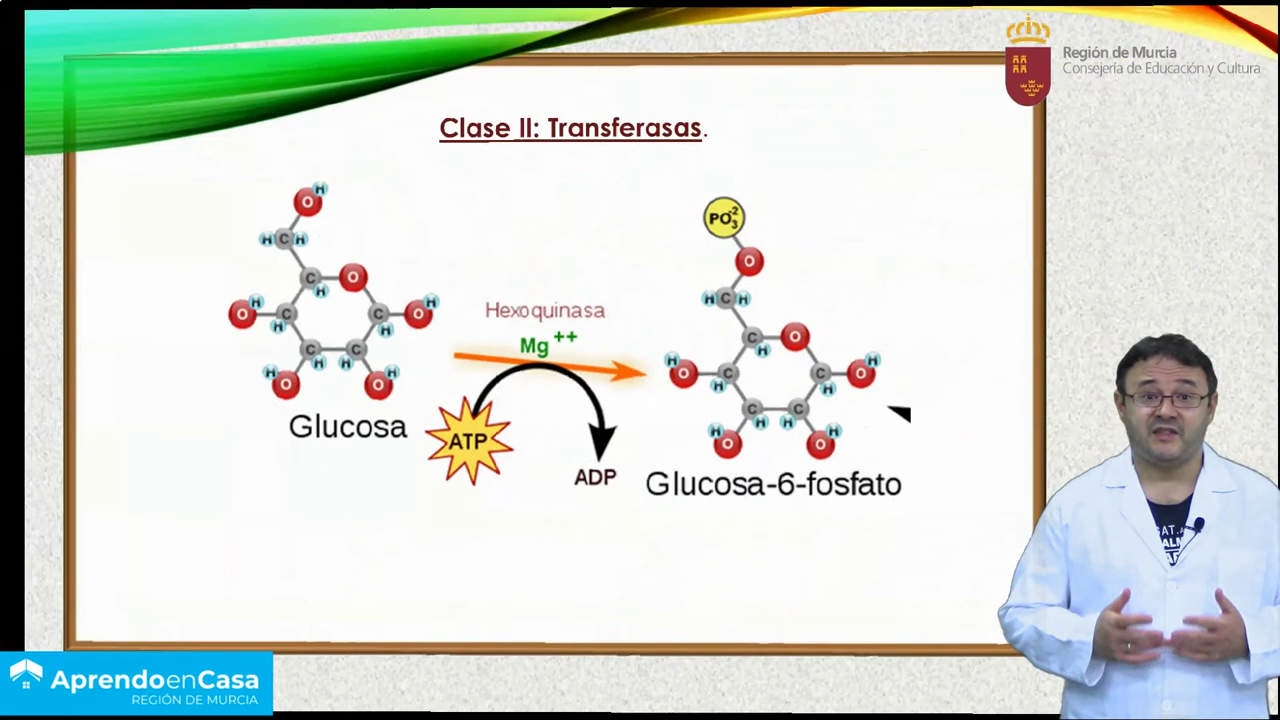 Región de Murcia
Consejería de Educación y Cultura
Clase II: Transferasas.
H
O
H C H
C O
H
H
O C C O H
H H
C C
H H H H
O O
Glucosa
Hexoquinasa
Mg++
ATP
ADP
PO3-2
O
H C H
C O
H
H H
O C C O
H H
C C
H H H H
O O
Glucosa-6-fosfato
AprendoenCasa
REGIÓN DE MURCIA